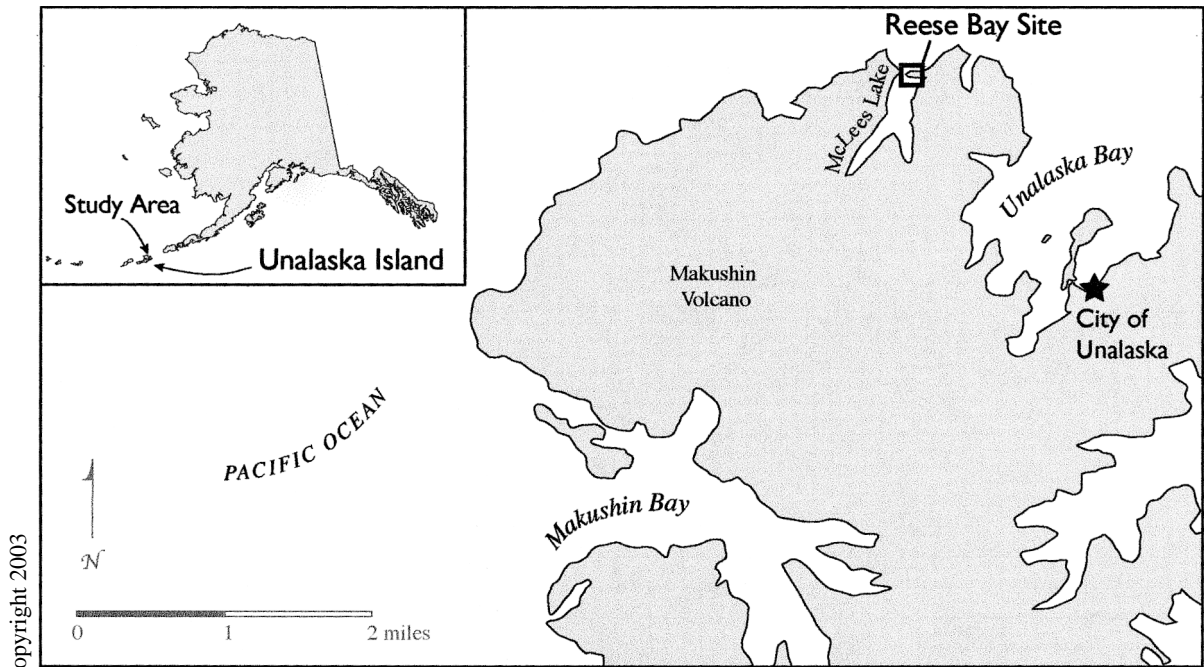 Reese Bay Site
McLees Lake
Unalaska Bay
Study Area
Unalaska Island
Makushin
Volcano
City of
Unalaska
PACIFIC OCEAN
Makushin Bay
N
0 1 2 miles
opyright 2003